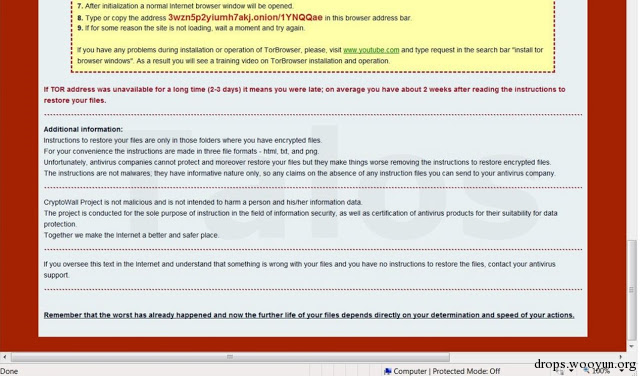 7. After initialization a normal Internet browser window will be opened.
8. Type or copy the address 3wzn5p2yiumh7akj.onion/1YNQQae in this browser address bar.
9. If for some reason the site is not loading, wait a moment and try again.
If you have any problems during installation or operation of TorBrowser, please, visit www.youtube.com and type request in the search bar "install tor
browser windows". As a result you will see a training video on TorBrowser installation and operation.
If TOR address was unavailable for a long time (2-3 days) it means you were late; on average you have about 2 weeks after reading the instructions to
restore your files.
Additional information:
Instructions to restore your files are only in those folders where you have encrypted files.
For your convenience the instructions are made in three file formats - html, txt, and png.
Unfortunately, antivirus companies cannot protect and moreover restore your files but they make things worse removing the instructions to restore encrypted files.
The instructions are not malwares; they have informative nature only, so any claims on the absence of any instruction files you can send to your antivirus company.
CryptoWall Project is not malicious and is not intended to harm a person and his/her information data.
The project is conducted for the sole purpose of instruction in the field of information security, as well as certification of antivirus products for their suitability for data
protection.
Together we make the Internet a better and safer place.
Talos
If you oversee this text in the Internet and understand that something is wrong with your files and you have no instructions to restore the files, contact your antivirus
support.
Remember that the worst has already happened and now the further life of your files depends directly on your determination and speed of your actions.
Done
Computer | Protected Mode: Off
100%
drops.wooyun.org